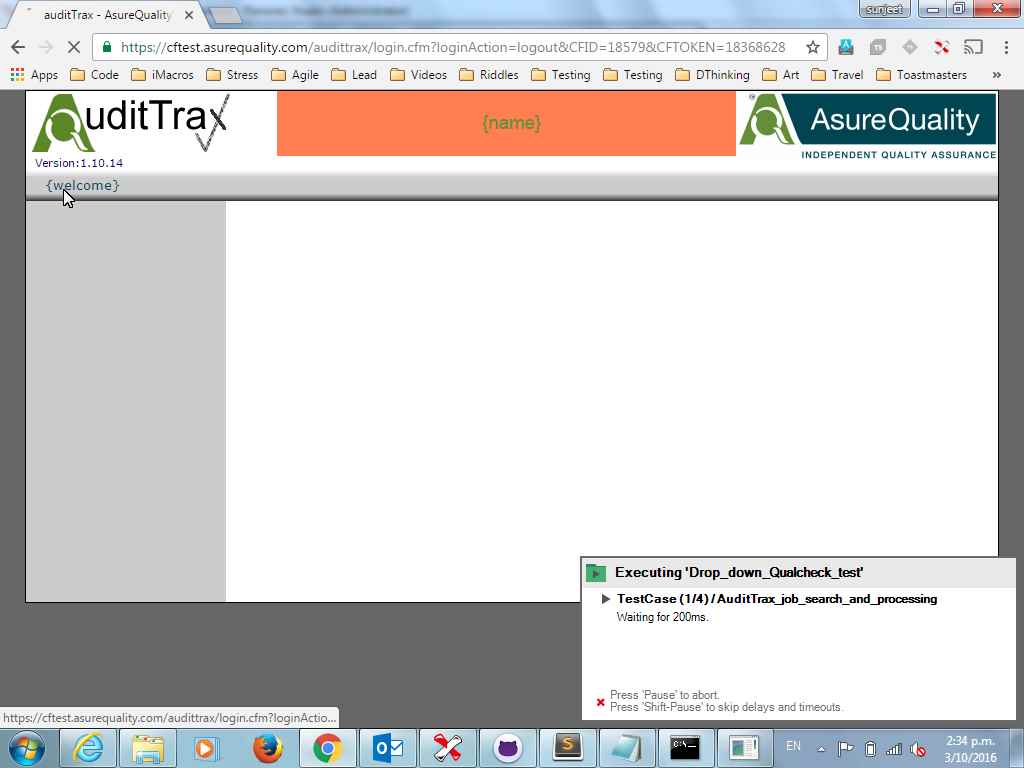 auditTrax - AsureQuality
sunjeet
https://cftest.asurequality.com/audittrax/login.cfm?loginAction=logout&CFID=18579&CFTOKEN=18368628
Apps Code iMacros Stress Agile Lead Videos Riddles Testing Testing DThinking Art Travel Toastmasters »
AuditTrax
{name}
AsureQuality
INDEPENDENT QUALITY ASSURANCE
Version:1.10.14
{welcome}
Executing 'Drop_down_Qualcheck_test'
TestCase (1/4) / AuditTrax_job_search_and_processing
Waiting for 200ms.
Press 'Pause' to abort.
Press 'Shift-Pause' to skip delays and timeouts.
https://cftest.asurequality.com/audittrax/login.cfm?loginActio...
EN
2:34 p.m.
3/10/2016